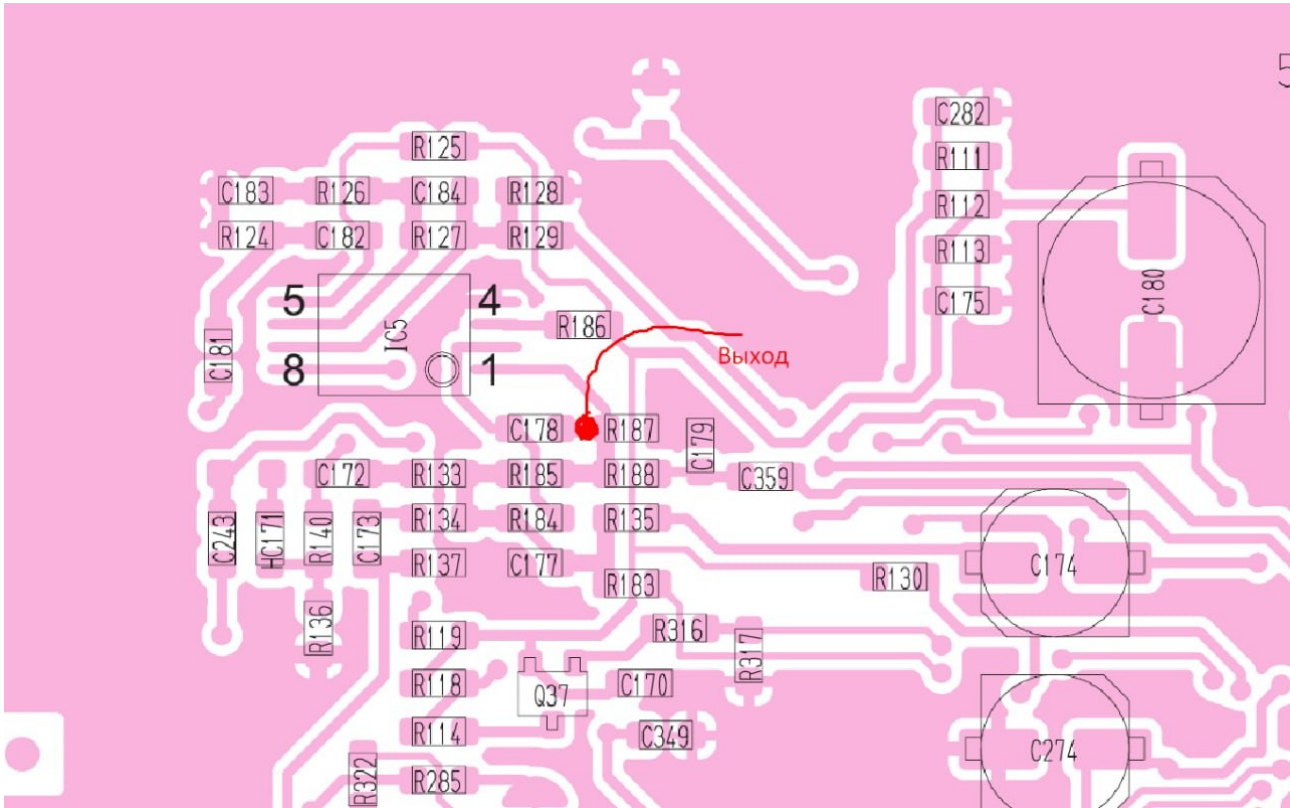 5
C282
R125
R111
C183 R126 C184 R128
R112
R124 C182 R127 R129
R113
C180
5 4
C175
IC5
R186
C181
8 1
Выход
C178 R187
C179
C172 R133 R185 R188
C359
C243 HC171 R140 C173
R134 R184 R135
R137 C177
C174
R183
R130
R136
R119
R316
R317
R118
Q37
C170
R114
C349
C274
R322
R285